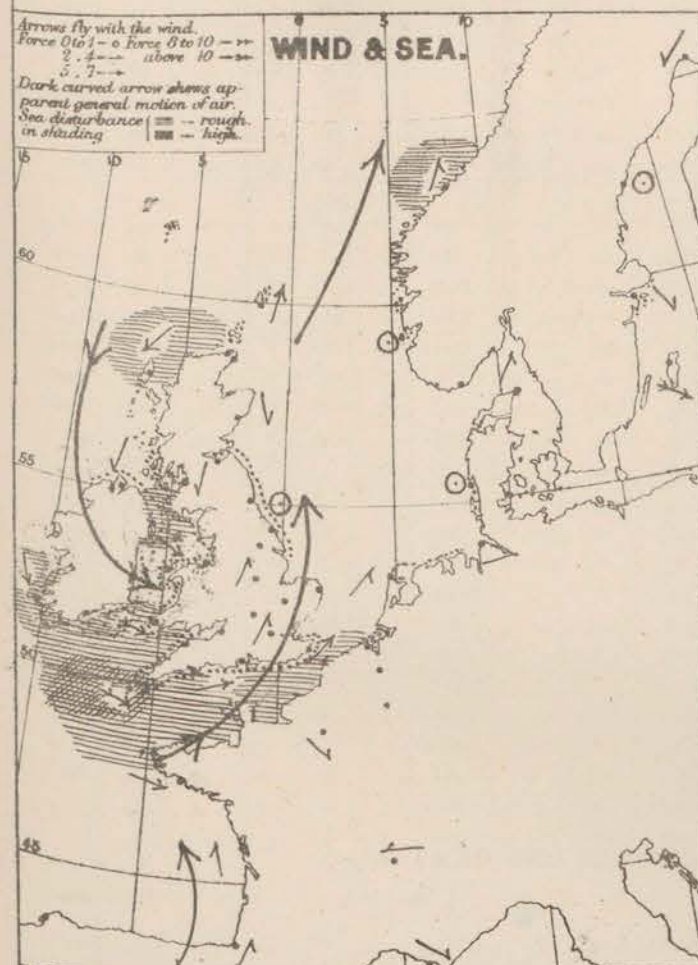 Arrows fly with the wind.
Force 0 to 1 - o Force 8 to 10 -
2 . 4 - above 10 -
5 . 7 -
Dark curved arrow shows ap-
parent general motion of air.
Sea disturbance - rough.
in shading - high.
WIND & SEA.
0 5 10
15 10 5
60
55
50
45